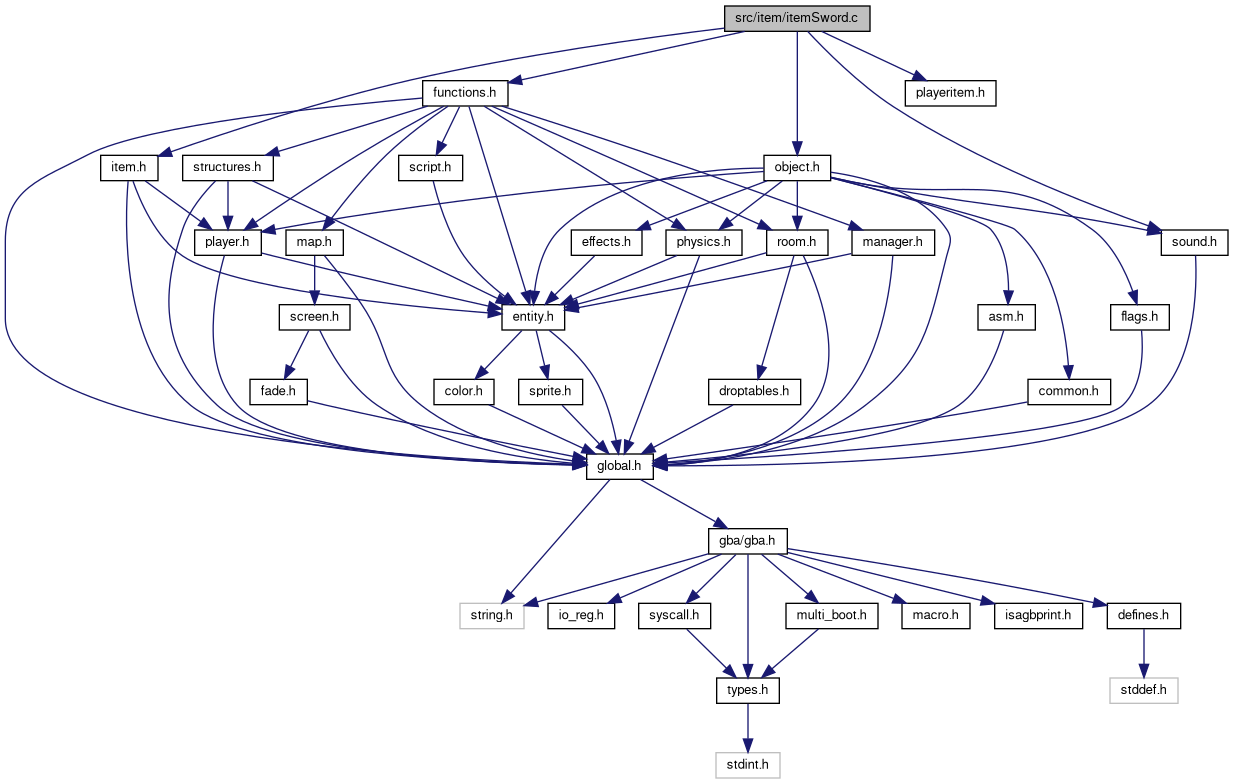 src/item/itemSword.c
functions.h
playeritem.h
item.h
structures.h
script.h
object.h
player.h
map.h
effects.h
physics.h
room.h
manager.h
sound.h
screen.h
entity.h
asm.h
flags.h
fade.h
color.h
sprite.h
droptables.h
common.h
global.h
gba/gba.h
string.h
io_reg.h
syscall.h
multi_boot.h
macro.h
isagbprint.h
defines.h
types.h
stddef.h
stdint.h